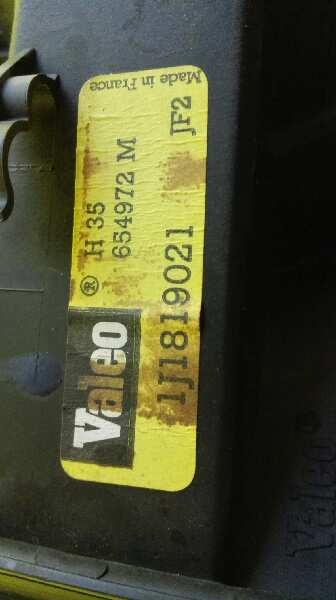 Valeo ® H 35
654972 M
1J1819021 JF2
Made in France
Valeo